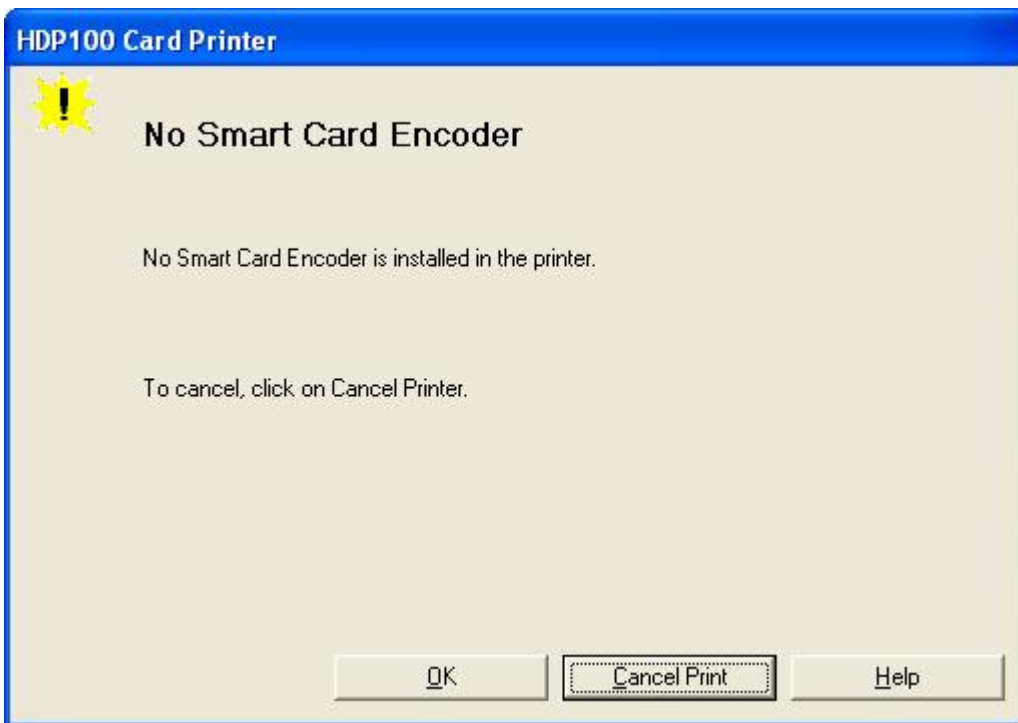 HDP100 Card Printer
No Smart Card Encoder
No Smart Card Encoder is installed in the printer.
To cancel, click on Cancel Printer.
OK
Cancel Print
Help